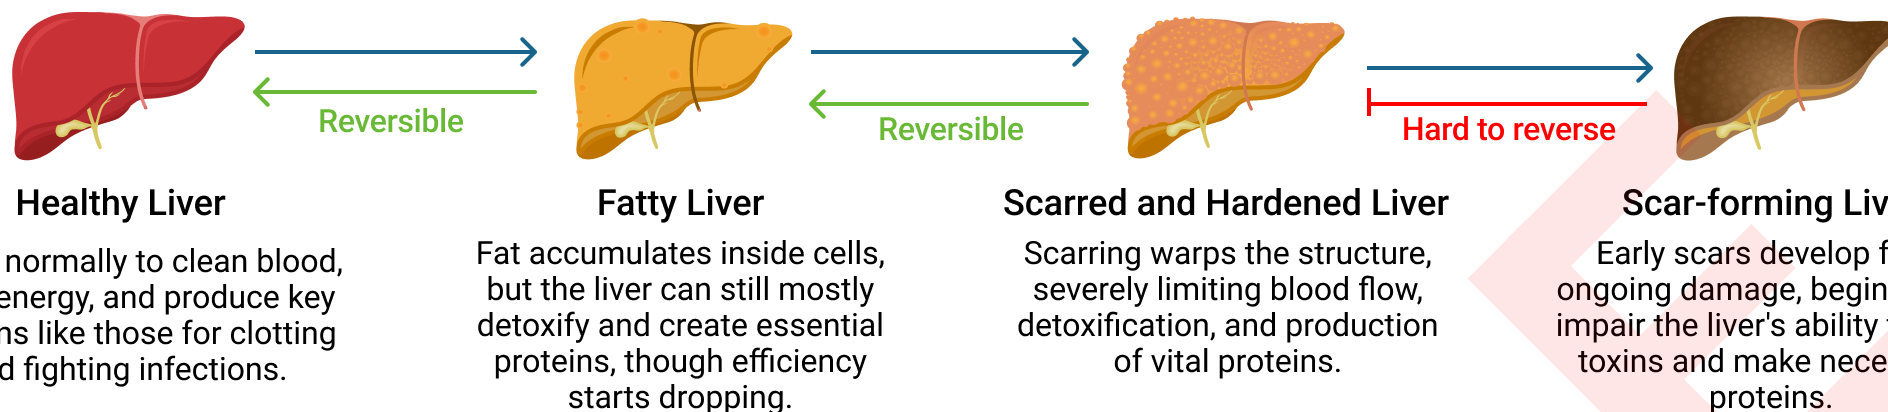 Reversible
Reversible
Hard to reverse
Healthy Liver
normally to clean blood,
energy, and produce key
like those for clotting
fighting infections.
Fatty Liver
Fat accumulates inside cells,
but the liver can still mostly
detoxify and create essential
proteins, though efficiency
starts dropping.
Scarred and Hardened Liver
Scarring warps the structure,
severely limiting blood flow,
detoxification, and production
of vital proteins.
Scar-forming
Early scars develop
ongoing damage,
impair the liver's ability
toxins and make
proteins.